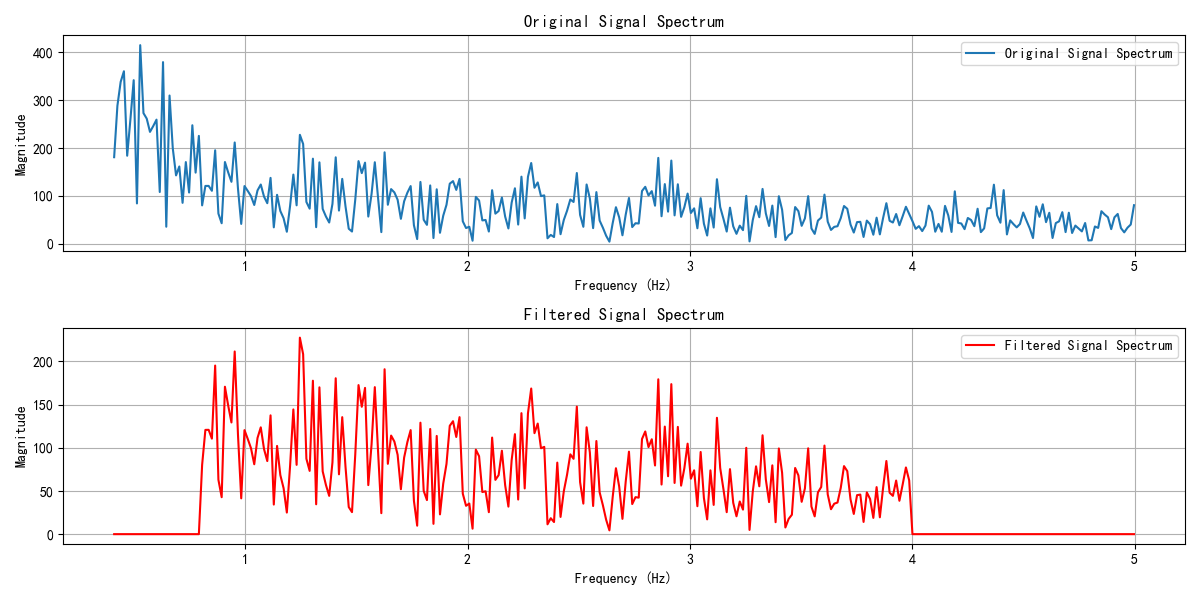 Original Signal Spectrum
400
300
200
100
0
Magnitude
Original Signal Spectrum
1
2
3
4
5
Frequency (Hz)
Filtered Signal Spectrum
200
150
100
50
0
Magnitude
Filtered Signal Spectrum
1
2
3
4
5
Frequency (Hz)